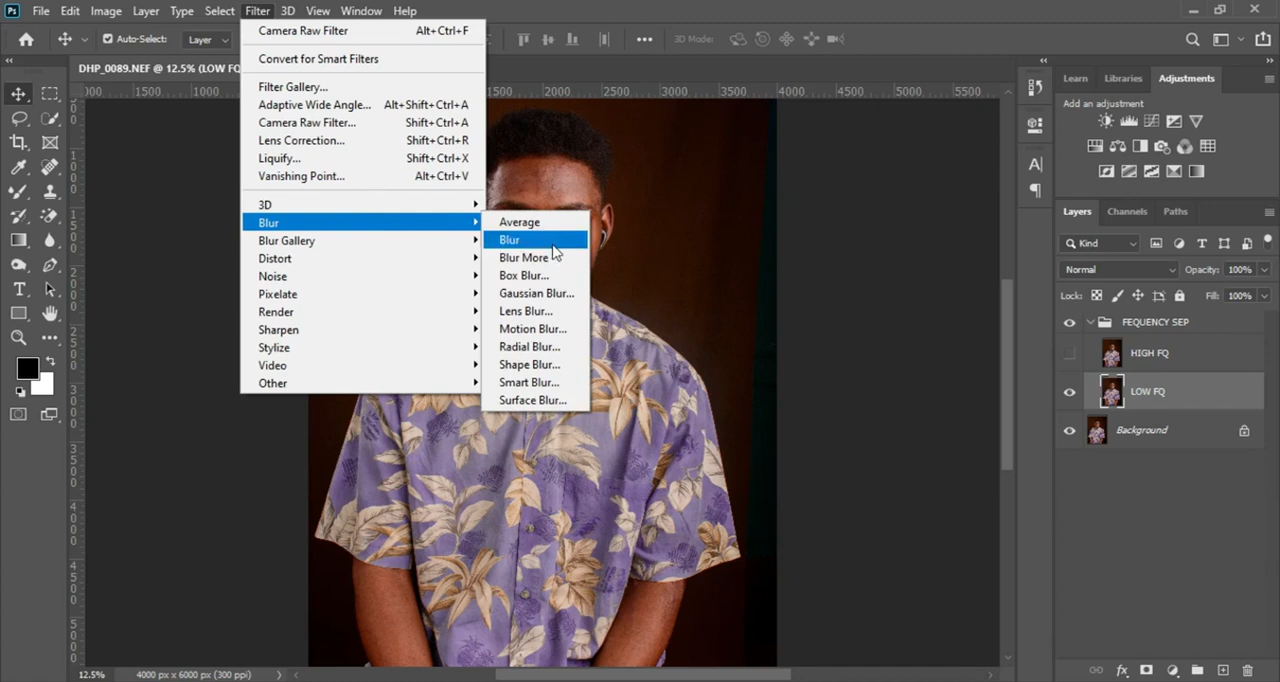 Ps File Edit Image Layer Type Select Filter 3D View Window Help
Auto-Select: Layer 3D Mode:
DHP_0089.NEF @ 12.5% (LOW FQ
1500 1000 1500 2000 2500 3000 3500 4000 4500 5000 5500
Camera Raw Filter Alt+Ctrl+F
Convert for Smart Filters
Filter Gallery...
Adaptive Wide Angle... Alt+Shift+Ctrl+A
Camera Raw Filter... Shift+Ctrl+A
Lens Correction... Shift+Ctrl+R
Liquify... Shift+Ctrl+X
Vanishing Point... Alt+Ctrl+V
3D
Blur
Blur Gallery
Distort
Noise
Pixelate
Render
Sharpen
Stylize
Video
Other
Average
Blur
Blur More
Box Blur...
Gaussian Blur...
Lens Blur...
Motion Blur...
Radial Blur...
Shape Blur...
Smart Blur...
Surface Blur...
Learn Libraries Adjustments
Add an adjustment
Layers Channels Paths
Kind
Normal Opacity: 100%
Lock: Fill: 100%
FEQUENCY SEP
HIGH FQ
LOW FQ
Background
12.5% 4000 px x 6000 px (300 ppi)